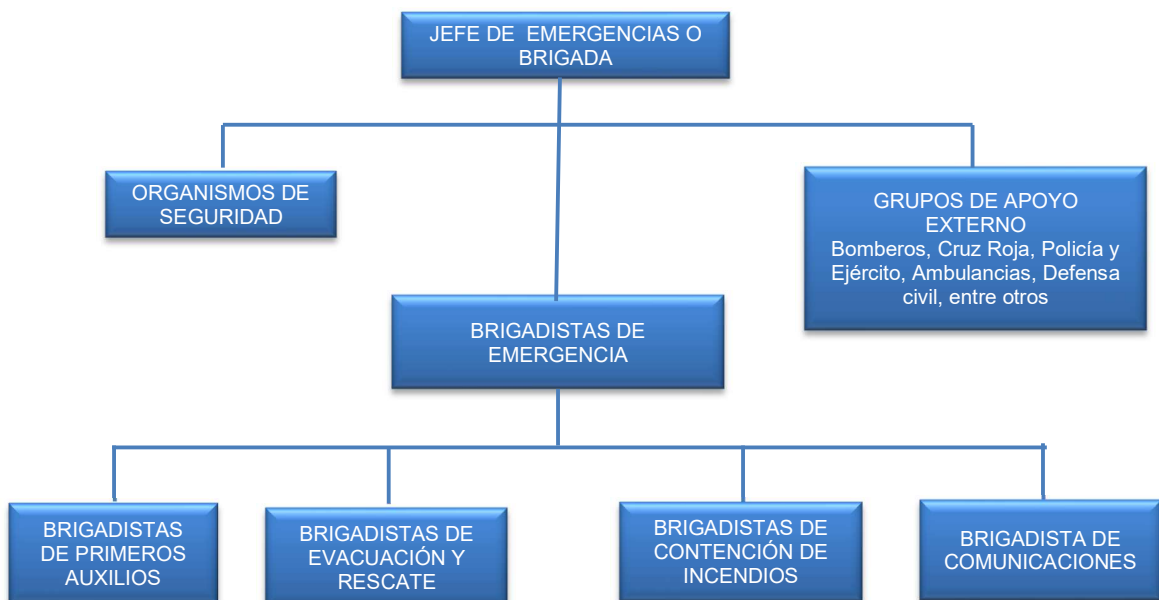 JEFE DE EMERGENCIAS O
BRIGADA
ORGANISMOS DE
SEGURIDAD
GRUPOS DE APOYO
EXTERNO
Bomberos, Cruz Roja, Policía y
Ejército, Ambulancias, Defensa
civil, entre otros
BRIGADISTAS DE
EMERGENCIA
BRIGADISTAS
DE PRIMEROS
AUXILIOS
BRIGADISTAS DE
EVACUACIÓN Y
RESCATE
BRIGADISTAS DE
CONTENCIÓN DE
INCENDIOS
BRIGADISTA DE
COMUNICACIONES